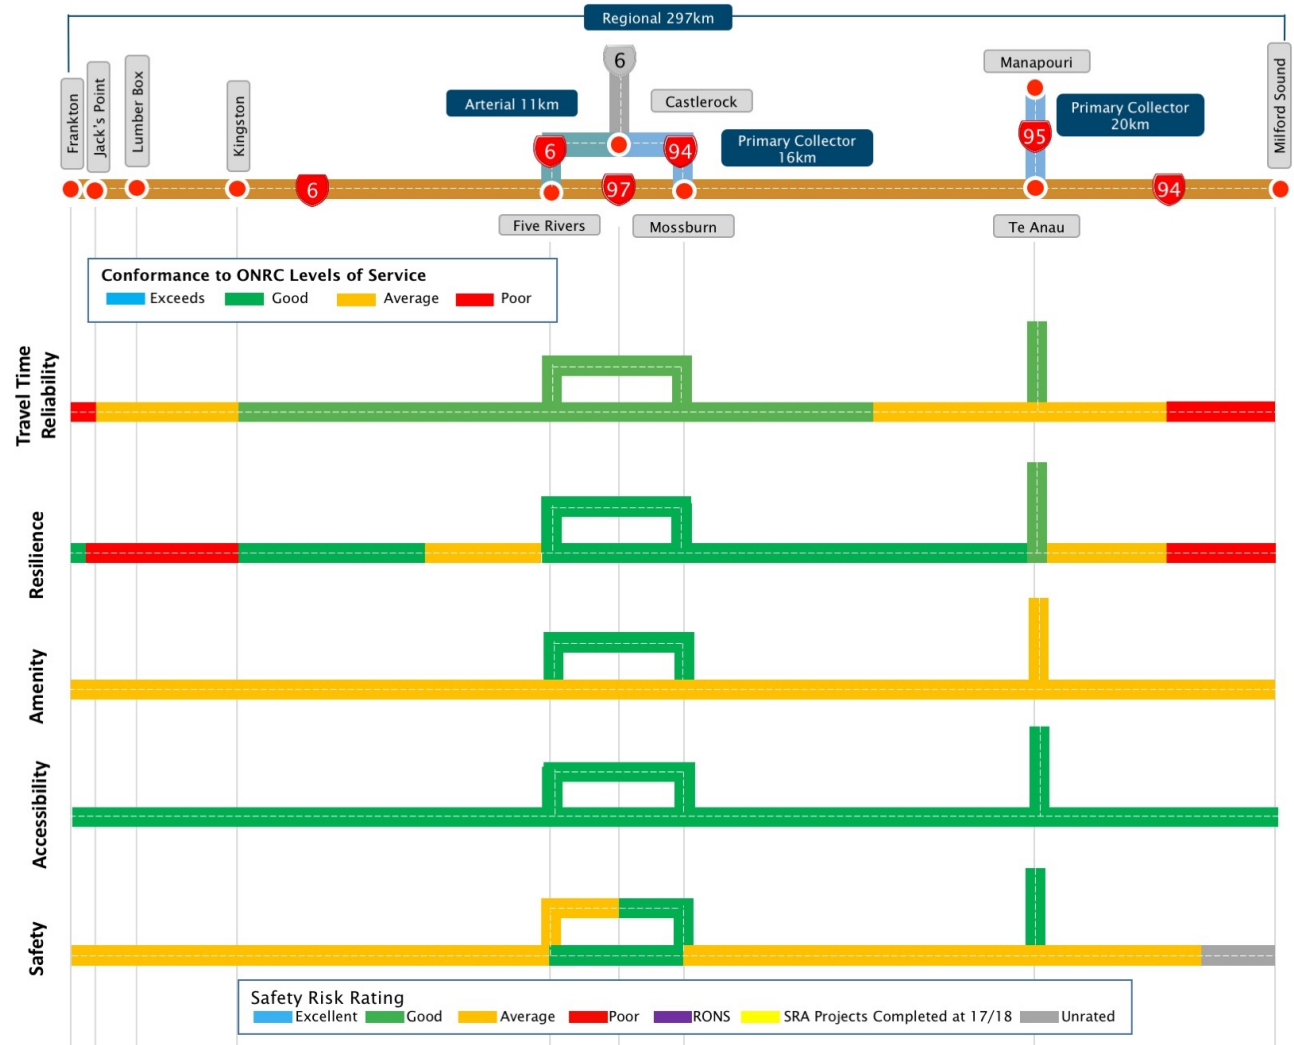 Regional 297km
6
Manapouri
Arterial 11km
Castlerock
Primary Collector
20km
Frankton
Jack's Point
Lumber Box
Kingston
Milford Sound
6
94
95
Primary Collector
16km
6
97
94
Five Rivers
Mossburn
Te Anau
Conformance to ONRC Levels of Service
Exceeds
Good
Average
Poor
Travel Time
Reliability
Resilience
Amenity
Accessibility
Safety
Safety Risk Rating
Excellent
Good
Average
Poor
RONS
SRA Projects Completed at 17/18
Unrated